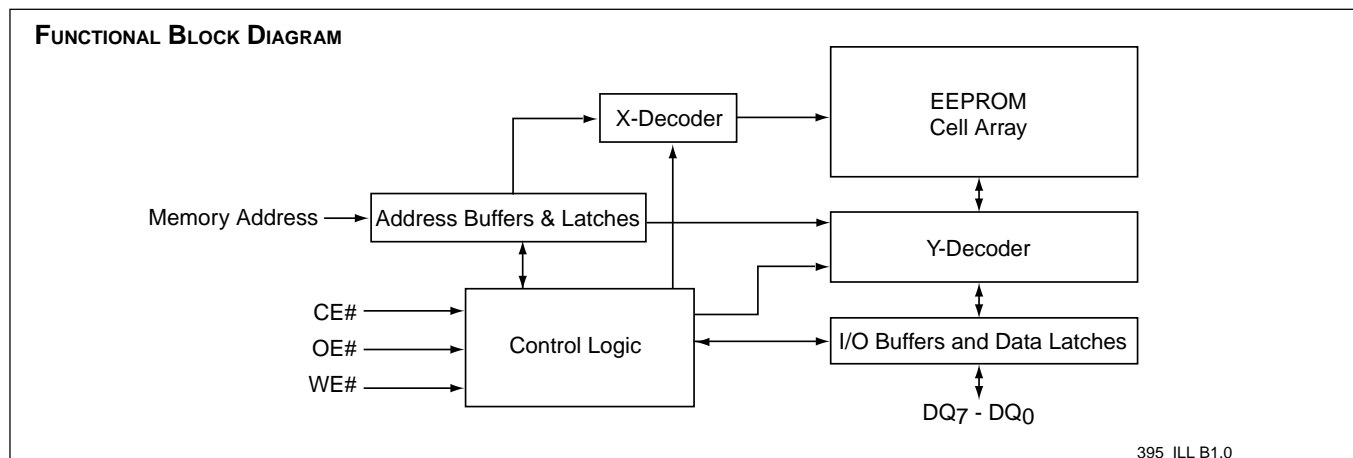 FUNCTIONAL BLOCK DIAGRAM
X-Decoder
EEPROM
Cell Array
Memory Address
Address Buffers & Latches
Y-Decoder
CE#
OE#
WE#
Control Logic
I/O Buffers and Data Latches
DQ7 - DQ0
395 ILL B1.0